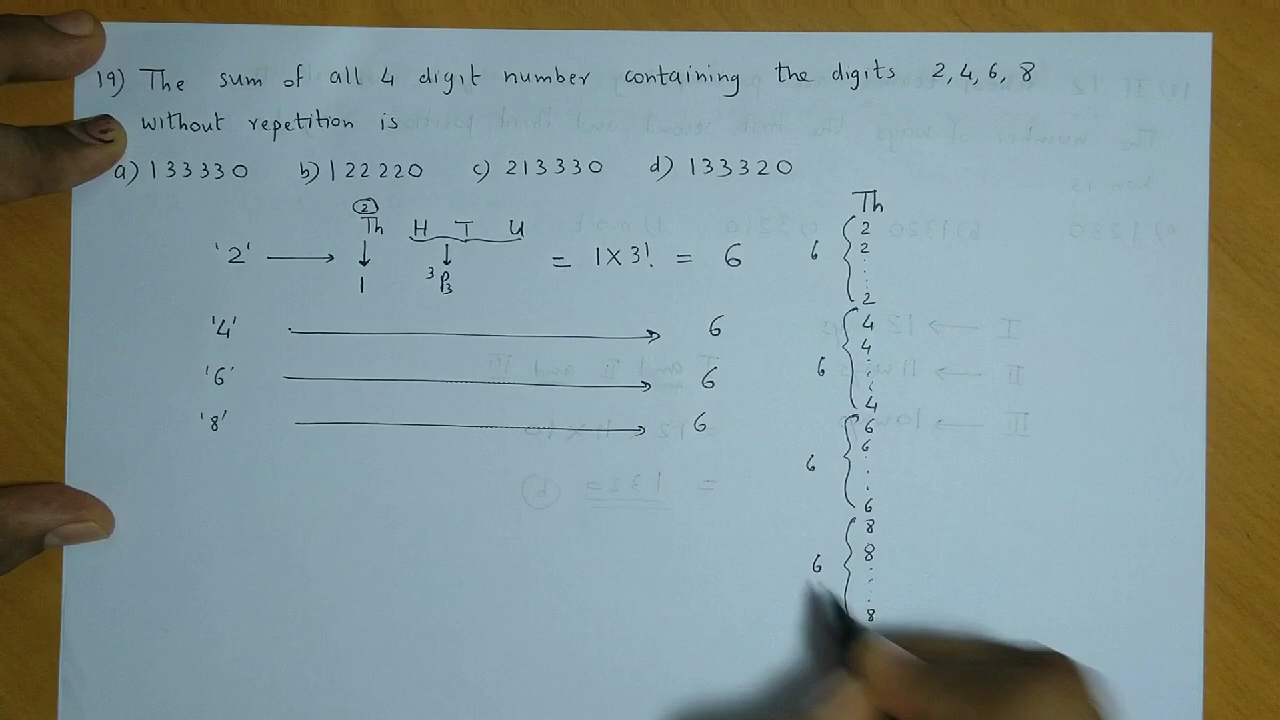 19) The sum of all 4 digit number containing the digits 2, 4, 6, 8
without repetition is
a) 133330 b) 122220 c) 213330 d) 133320
2
Th H T U
'2' → ↓ ↓ = 1 X 3! = 6
1 ³P₃
'4' → 6
'6' → 6
'8' → 6
Th
2
2
6 { :
2
4
4
6 { :
4
6
6
6 { :
6
8
8
6 { :
8